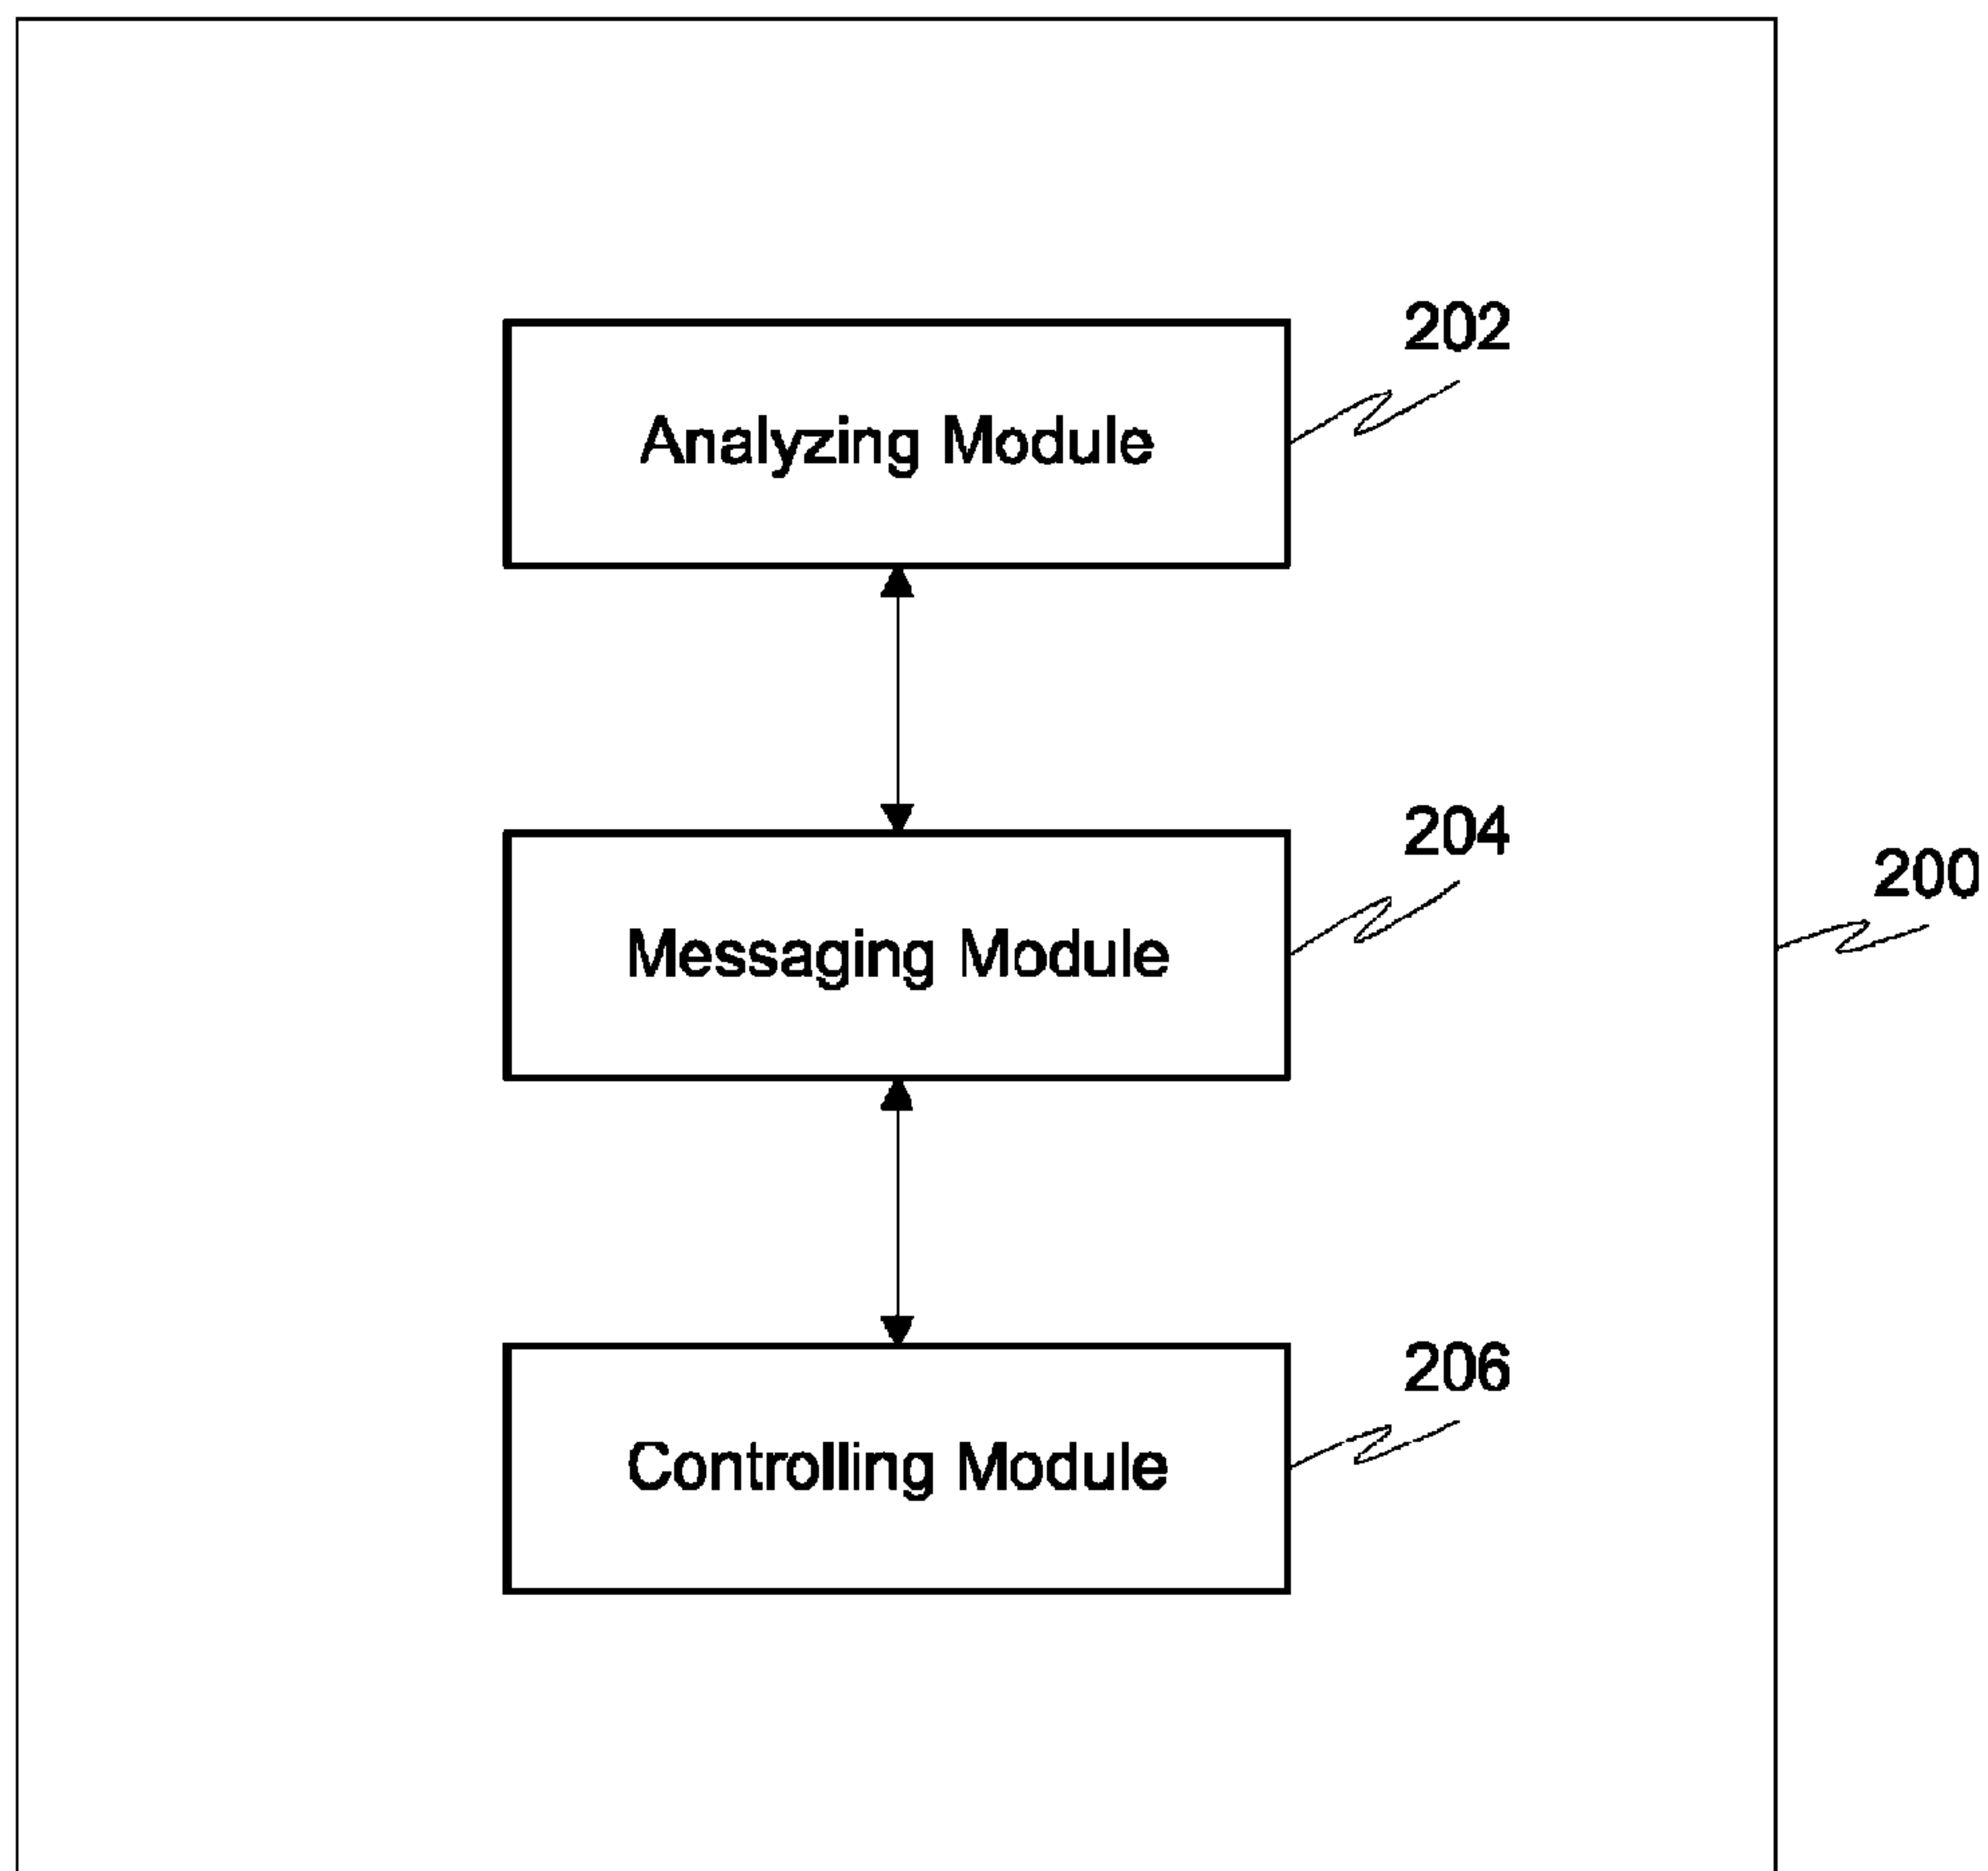 202
Analyzing Module
204
200
Messaging Module
206
Controlling Module